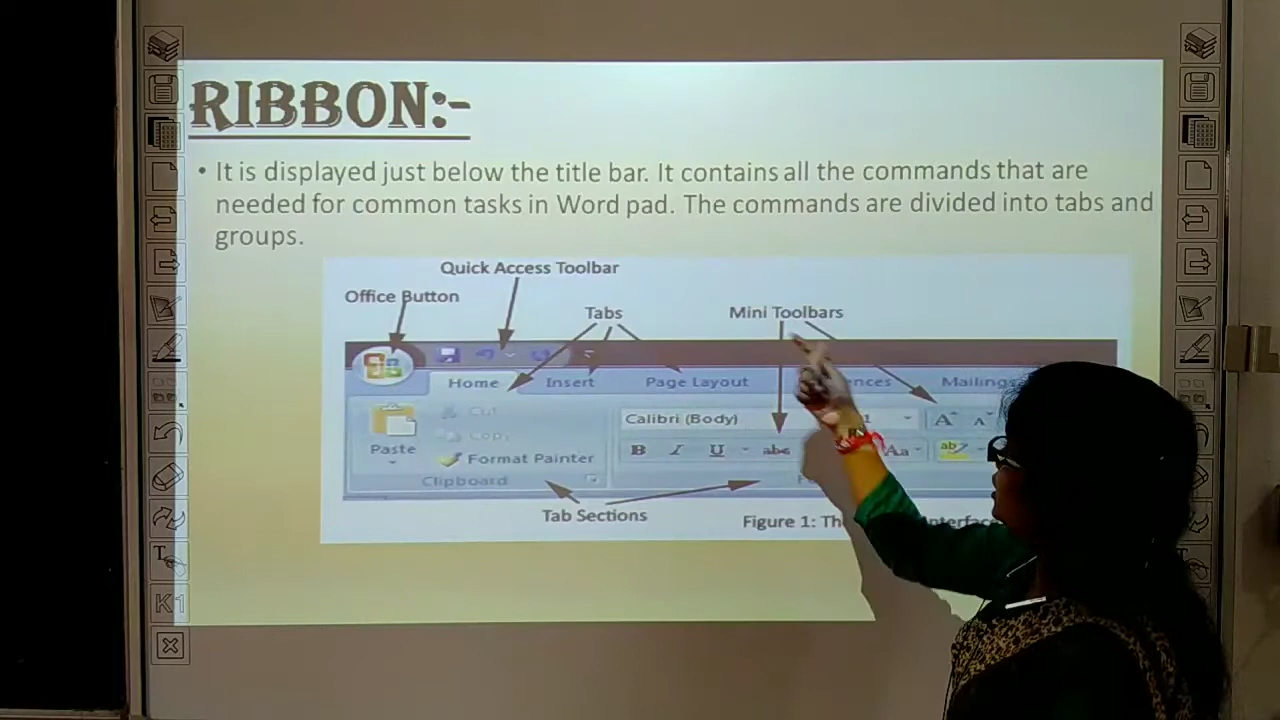 RIBBON:-
• It is displayed just below the title bar. It contains all the commands that are
needed for common tasks in Word pad. The commands are divided into tabs and
groups.
Quick Access Toolbar
Office Button
Tabs
Mini Toolbars
Home Insert Page Layout Mailings
Cut
Calibri (Body) A A
Copy
Paste
B I U abc Aa ab
Format Painter
Clipboard
Tab Sections
Figure 1: Th Interface
T
K1